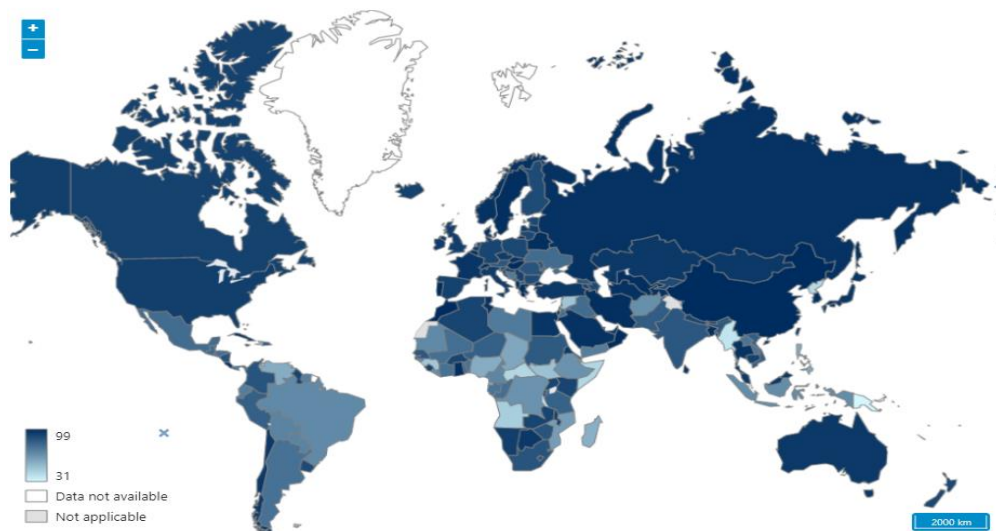 +
−
99
31
Data not available
Not applicable
2000 km